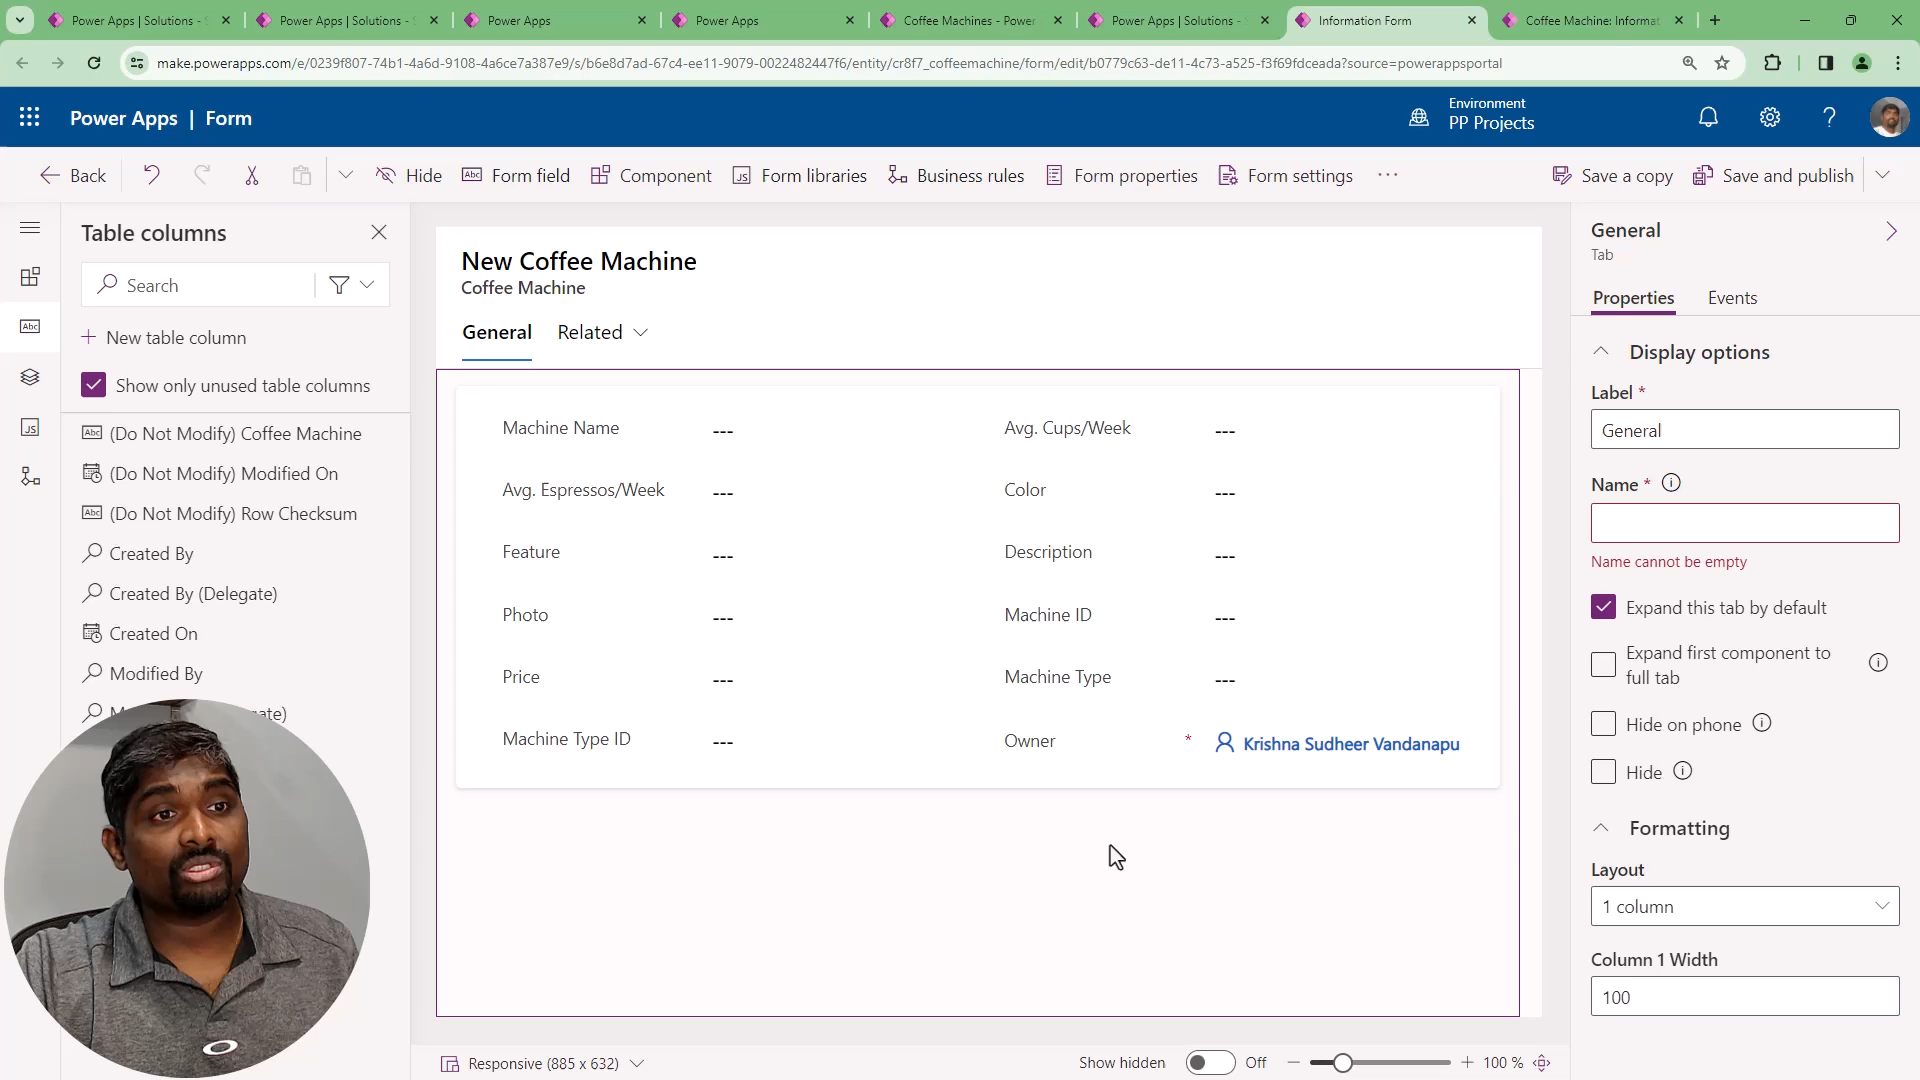 Power Apps | Solutions - S
Power Apps | Solutions - S
Power Apps
Power Apps
Coffee Machines - Power
Power Apps | Solutions - S
Information Form
Coffee Machine: Informat
make.powerapps.com/e/0239f807-74b1-4a6d-9108-4a6ce7a387e9/s/b6e8d7ad-67c4-ee11-9079-0022482447f6/entity/cr8f7_coffeemachine/form/edit/b0779c63-de11-4c73-a525-f3f69fdceada?source=powerappsportal
Power Apps | Form
Environment
PP Projects
Back
Hide
Abc
Form field
Component
JS
Form libraries
Business rules
Form properties
Form settings
Save a copy
Save and publish
Table columns
Search
New table column
Show only unused table columns
Abc
JS
Abc (Do Not Modify) Coffee Machine
(Do Not Modify) Modified On
Abc (Do Not Modify) Row Checksum
Created By
Created By (Delegate)
Created On
Modified By
New Coffee Machine
Coffee Machine
General
Related
Machine Name ---
Avg. Cups/Week ---
Avg. Espressos/Week ---
Color ---
Feature ---
Description ---
Photo ---
Machine ID ---
Price ---
Machine Type ---
Machine Type ID ---
Owner * Krishna Sudheer Vandanapu
Responsive (885 x 632)
Show hidden
Off
100 %
General
Tab
Properties
Events
Display options
Label *
General
Name *
Name cannot be empty
Expand this tab by default
Expand first component to
full tab
Hide on phone
Hide
Formatting
Layout
1 column
Column 1 Width
100